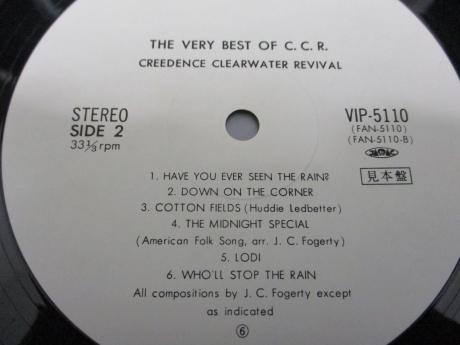 THE VERY BEST OF C. C. R.
CREEDENCE CLEARWATER REVIVAL
STEREO
SIDE 2
33⅓ rpm
VIP-5110
(FAN-5110)
(FAN-5110-B)
見本盤
1. HAVE YOU EVER SEEN THE RAIN?
2. DOWN ON THE CORNER
3. COTTON FIELDS (Huddie Ledbetter)
4. THE MIDNIGHT SPECIAL
(American Folk Song, arr. J. C. Fogerty)
5. LODI
6. WHO'LL STOP THE RAIN
All compositions by J. C. Fogerty except
as indicated
⑥